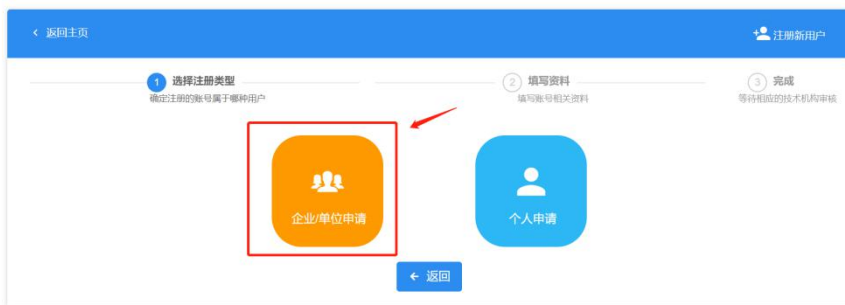 返回主页
注册新用户
1 选择注册类型
确定注册的账号属于哪种用户
2 填写资料
填写账号相关资料
3 完成
等待相应的技术机构审核
企业/单位申请
个人申请
返回